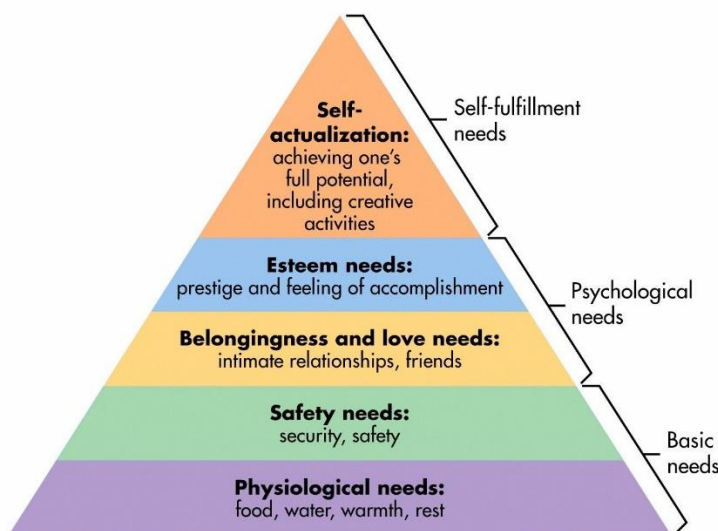 Self-
actualization:
achieving one's
full potential,
including creative
activities
Self-fulfillment
needs
Esteem needs:
prestige and feeling of accomplishment
Belongingness and love needs:
intimate relationships, friends
Psychological
needs
Safety needs:
security, safety
Physiological needs:
food, water, warmth, rest
Basic
needs